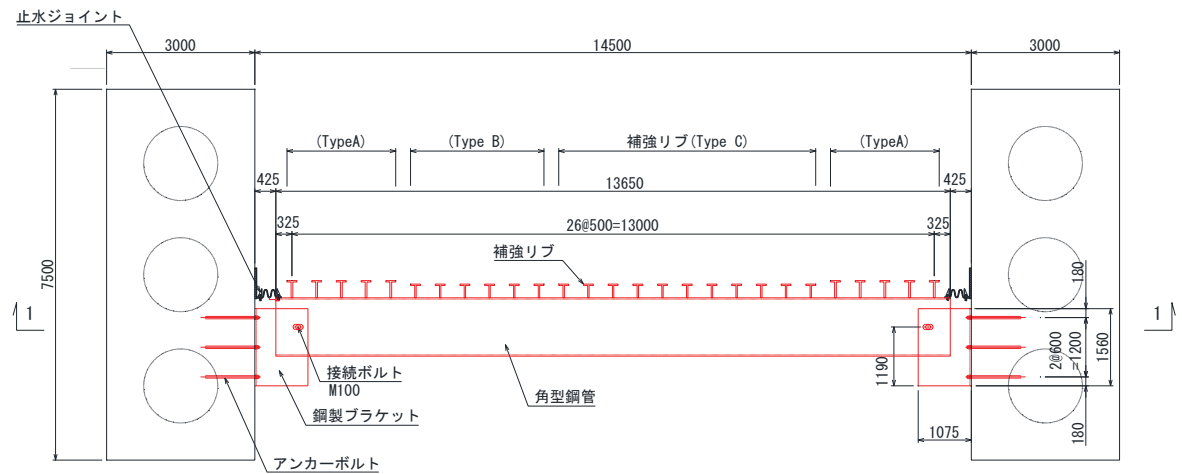 止水ジョイント
3000
14500
3000
(TypeA)
(Type B)
補強リブ(Type C)
(TypeA)
425
13650
425
325
26@500=13000
325
補強リブ
7500
180
1
1
2@600
=1200
1560
1190
接続ボルト
M100
角型鋼管
鋼製ブラケット
1075
180
アンカーボルト